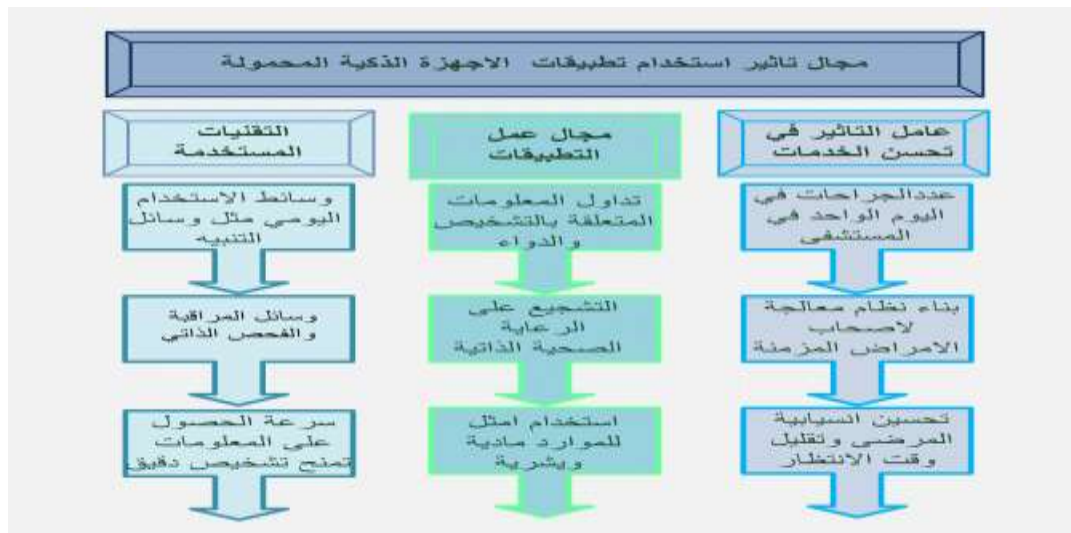 مجال تاثير استخدام تطبيقات الاجهزة الذكية المحمولة
عامل التاثير في
تحسن الخدمات
عددالجراحات في
اليوم الواحد في
المستشفى
بناء نظام معالجة
لاصحاب
الامراض المزمنة
تحسين انسيابية
المرضى وتقليل
وقت الانتظار
مجال عمل
التطبيقات
تداول المعلومات
المتعلقة بالتشخيص
والدواء
التشجيع على
الرعاية
الصحية الذاتية
استخدام امثل
للموارد مادية
وبشرية
التقنيات
المستخدمة
وسائط الاستخدام
اليومي مثل وسائل
التنبيه
وسائل المراقبة
والفحص الذاتي
سرعة الحصول
على المعلومات
تمنح تشخيص دقيق